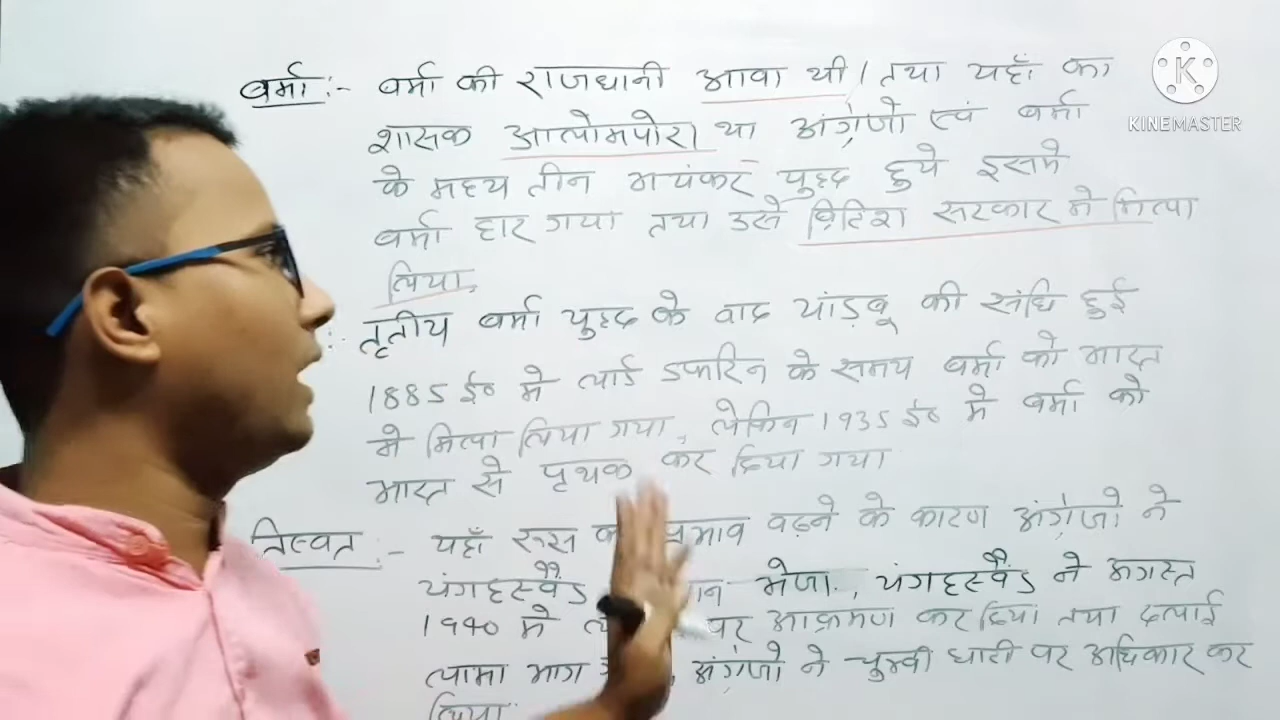 बर्मा :- बर्मा की राजधानी आवा थी। तथा यहाँ का
शासक आलोमपोरा था अंग्रेजो एवं बर्मा
के मध्य तीन भयंकर युद्ध हुये इसमे
बर्मा हार गया तथा उसे ब्रिटिश सरकार मे मिला
लिया,
तृतीय बर्मा युद्ध के बाद यांडबू की संधि हुई
1885 ई० मे लार्ड डफरिन के समय बर्मा को भारत
मे मिला लिया गया, लेकिन 1935 ई० मे बर्मा को
भारत से पृथक कर दिया गया
तिब्बत :- यहाँ रूस का प्रभाव बढ़ने के कारण अंग्रेजो ने
यंगहस्बैंड भेजा, यंगहस्बैंड ने अगस्त
1940 मे पर आक्रमण कर दिया तथा दलाई
लामा भाग अंग्रेजो ने चुम्बी घाटी पर अधिकार कर
लिया
KINEMASTER